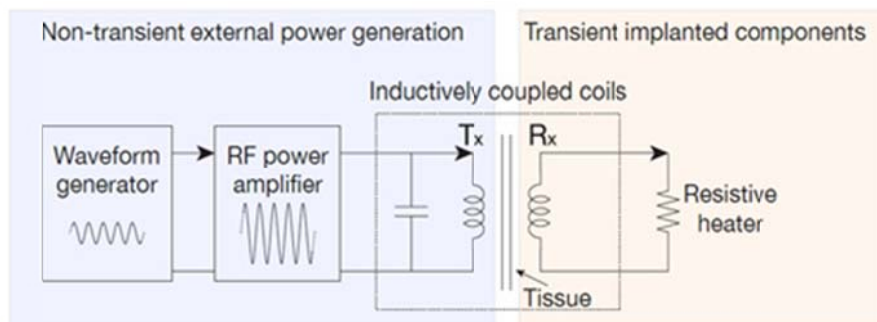 Non-transient external power generation
Transient implanted components
Inductively coupled coils
Tx
Rx
Waveform
generator
RF power
amplifier
Resistive
heater
Tissue